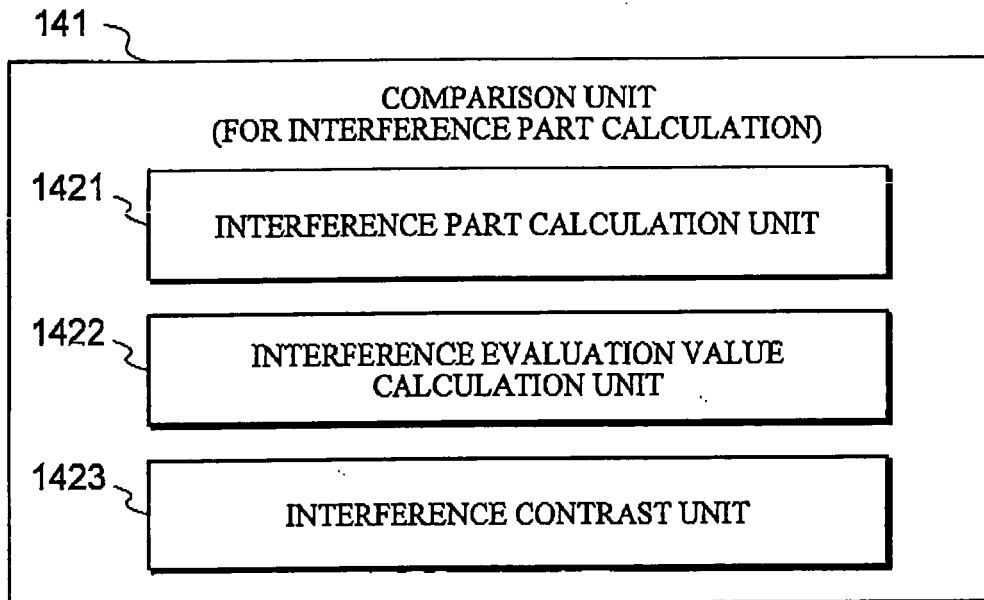 141
COMPARISON UNIT
(FOR INTERFERENCE PART CALCULATION)
1421
INTERFERENCE PART CALCULATION UNIT
1422
INTERFERENCE EVALUATION VALUE
CALCULATION UNIT
1423
INTERFERENCE CONTRAST UNIT